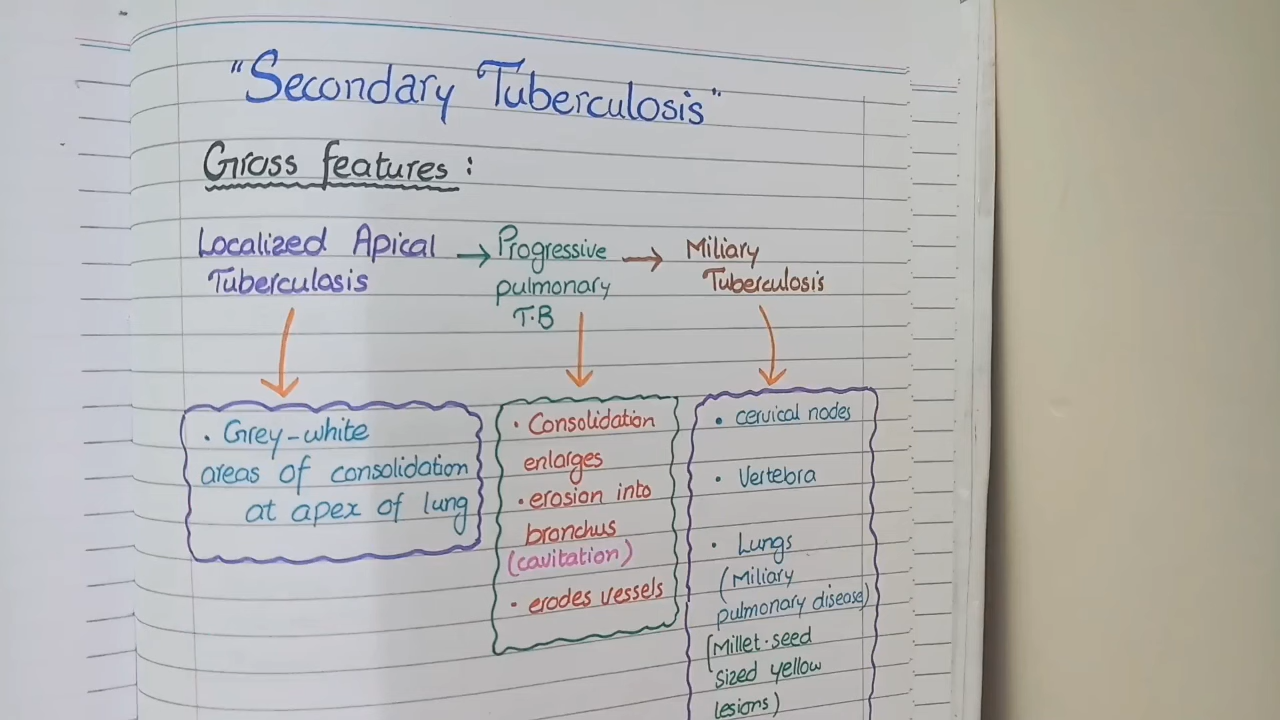 "Secondary Tuberculosis"
Gross features:
Localized Apical
Tuberculosis
→ Progressive
pulmonary
T.B
→ Miliary
Tuberculosis
• Grey-white
areas of consolidation
at apex of lung
• Consolidation
enlarges
• erosion into
bronchus
(cavitation)
• erodes vessels
• cervical nodes
• Vertebra
• Lungs
(Miliary
pulmonary disease)
(Millet-seed
sized yellow
lesions)